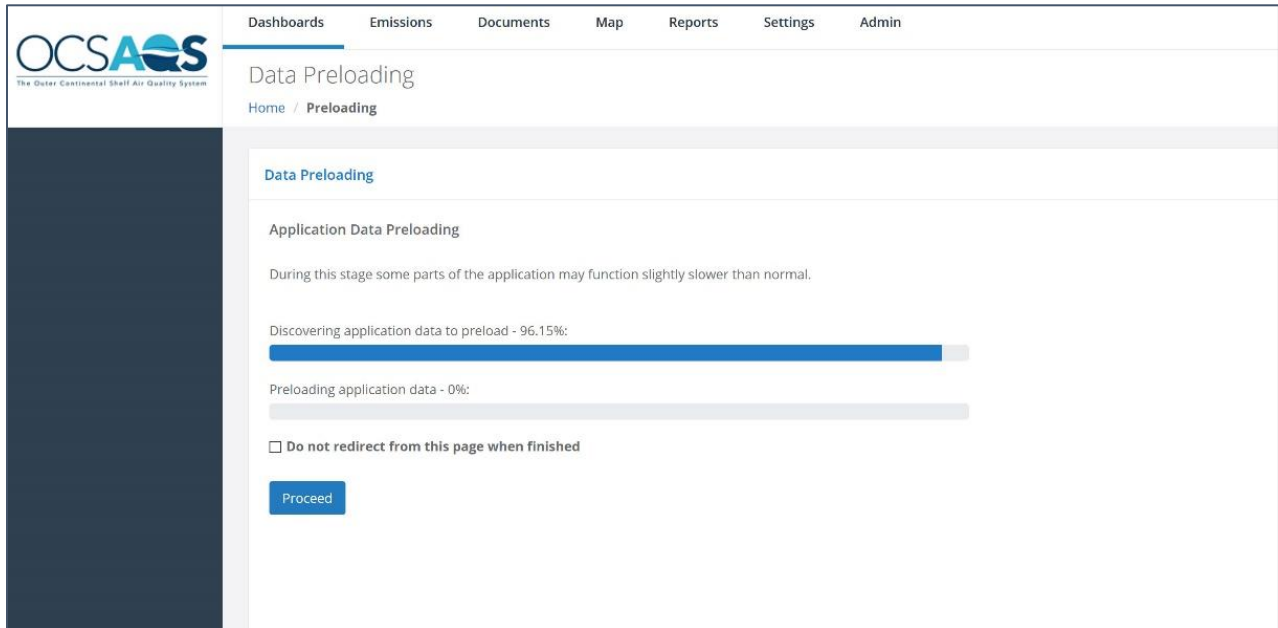 OCSAQS
The Outer Continental Shelf Air Quality System
Dashboards Emissions Documents Map Reports Settings Admin
Data Preloading
Home / Preloading
Data Preloading
Application Data Preloading
During this stage some parts of the application may function slightly slower than normal.
Discovering application data to preload - 96.15%:
Preloading application data - 0%:
Do not redirect from this page when finished
Proceed